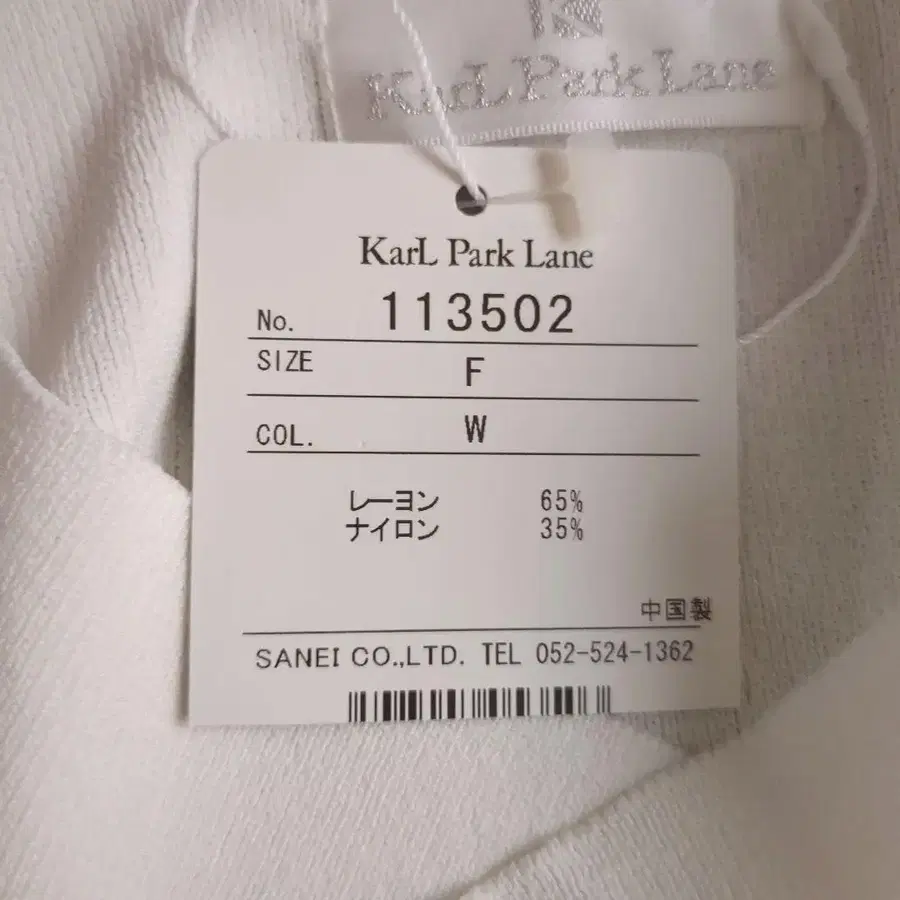 K
KarL Park Lane
KarL Park Lane
No. 113502
SIZE F
COL. W
レーヨン 65%
ナイロン 35%
中国製
SANEI CO.,LTD. TEL 052-524-1362